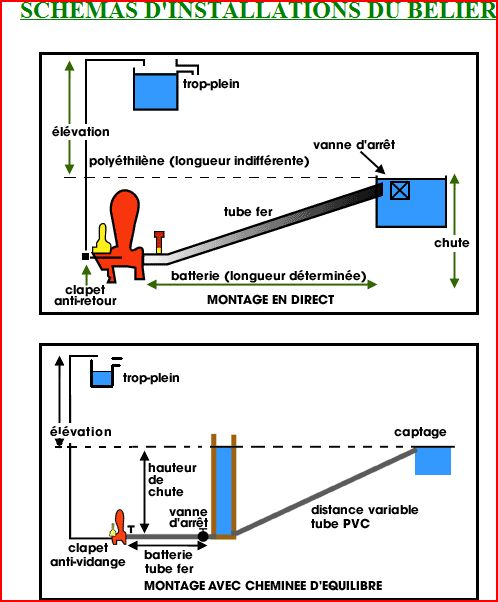 SCHEMAS D'INSTALLATIONS DU BELIER
trop-plein
élévation
vanne d'arrêt
polyéthilène (longueur indifférente)
tube fer
chute
batterie (longueur déterminée)
clapet
anti-retour
MONTAGE EN DIRECT
trop-plein
élévation
captage
hauteur
de
chute
vanne
d'arrêt
distance variable
tube PVC
T
T
clapet
anti-vidange
batterie
tube fer
MONTAGE AVEC CHEMINEE D'EQUILIBRE